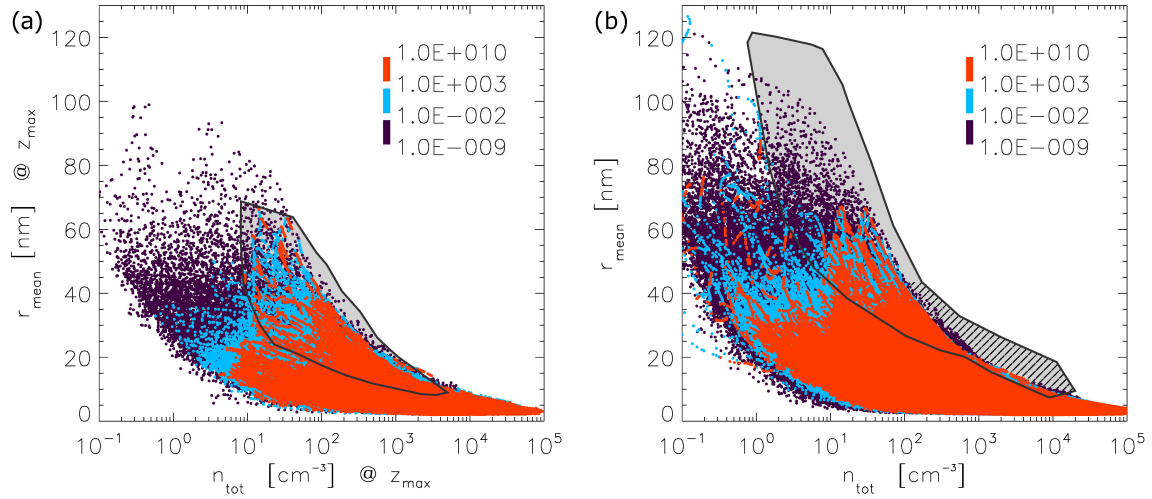 (a)
1.0E+010
1.0E+003
1.0E-002
1.0E-009
120
100
80
60
40
20
0
r_mean [nm] @ z_max
10^-1 10^0 10^1 10^2 10^3 10^4 10^5
n_tot [cm^-3] @ z_max
(b)
1.0E+010
1.0E+003
1.0E-002
1.0E-009
120
100
80
60
40
20
0
r_mean [nm]
10^-1 10^0 10^1 10^2 10^3 10^4 10^5
n_tot [cm^-3]